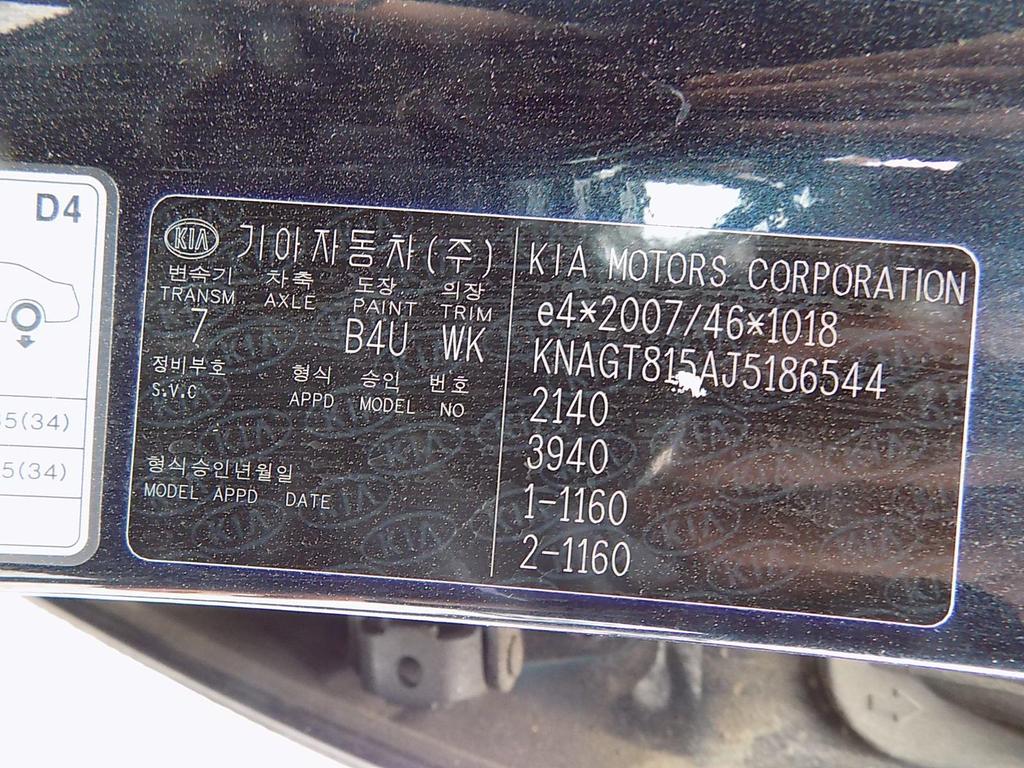 D4
5(34)
5(34)
KIA 기아자동차(주)
변속기 차축 도장 의장
TRANSM AXLE PAINT TRIM
7 B4U WK
정비부호 형식 승인 번호
S.V.C APPD MODEL NO
형식승인년월일
MODEL APPD DATE
KIA MOTORS CORPORATION
e4*2007/46*1018
KNAGT815AJ5186544
2140
3940
1-1160
2-1160